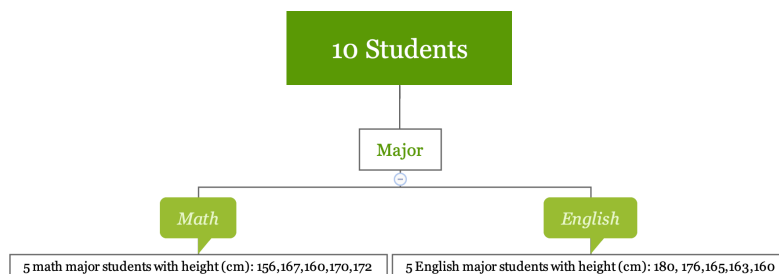 10 Students
Major
Math
English
5 math major students with height (cm): 156,167,160,170,172
5 English major students with height (cm): 180, 176,165,163,160